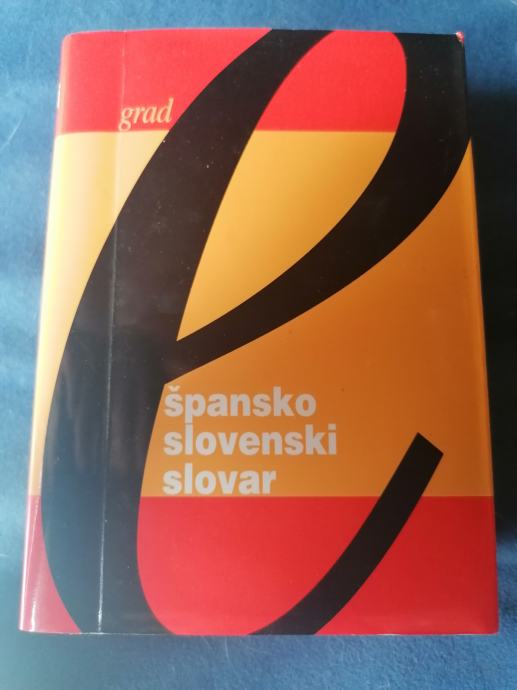 grad
e
špansko
slovenski
slovar